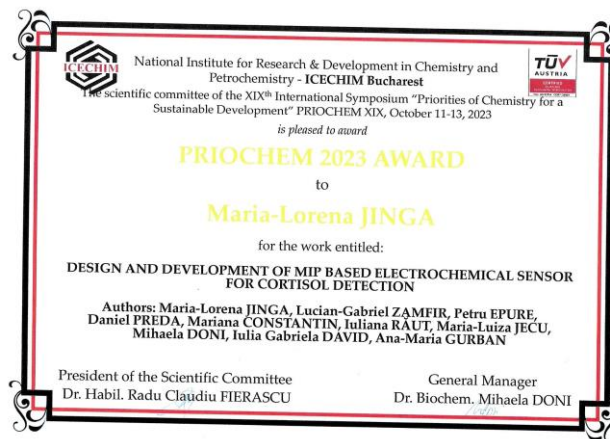 ICECHIM
TÜV
AUSTRIA
National Institute for Research & Development in Chemistry and
Petrochemistry - ICECHIM Bucharest
The scientific committee of the XIXth International Symposium “Priorities of Chemistry for a
Sustainable Development” PRIOCHEM XIX, October 11-13, 2023
is pleased to award
PRIOCHEM 2023 AWARD
to
Maria-Lorena JINGA
for the work entitled:
DESIGN AND DEVELOPMENT OF MIP BASED ELECTROCHEMICAL SENSOR
FOR CORTISOL DETECTION
Authors: Maria-Lorena JINGA, Lucian-Gabriel ZAMFIR, Petru EPURE,
Daniel PREDA, Mariana CONSTANTIN, Iuliana RĂUT, Maria-Luiza JECU,
Mihaela DONI, Iulia Gabriela DAVID, Ana-Maria GURBAN
President of the Scientific Committee
Dr. Habil. Radu Claudiu FIERASCU
General Manager
Dr. Biochem. Mihaela DONI